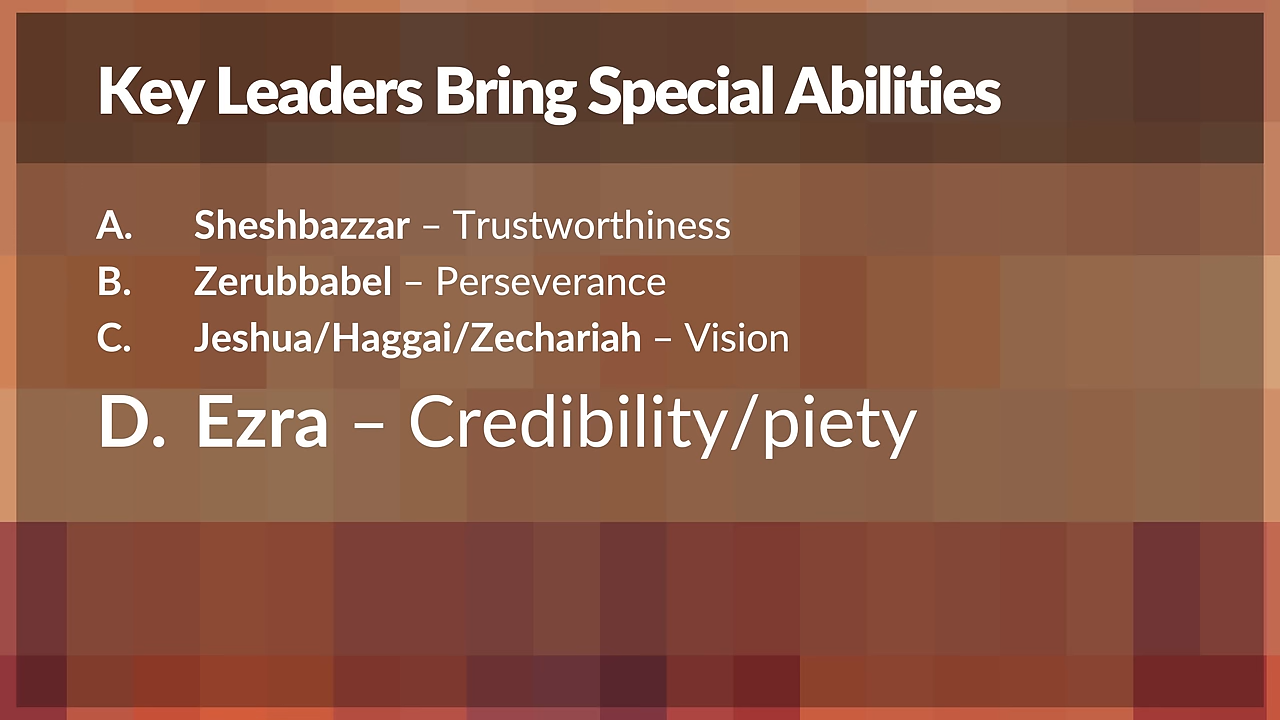 Key Leaders Bring Special Abilities
A. Sheshbazzar – Trustworthiness
B. Zerubbabel – Perseverance
C. Jeshua/Haggai/Zechariah – Vision
D. Ezra – Credibility/piety